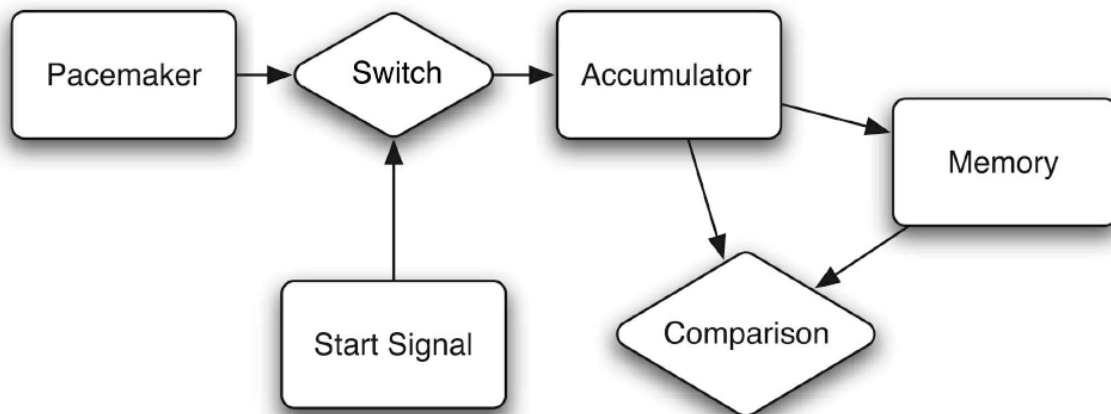 Pacemaker
Switch
Accumulator
Memory
Start Signal
Comparison